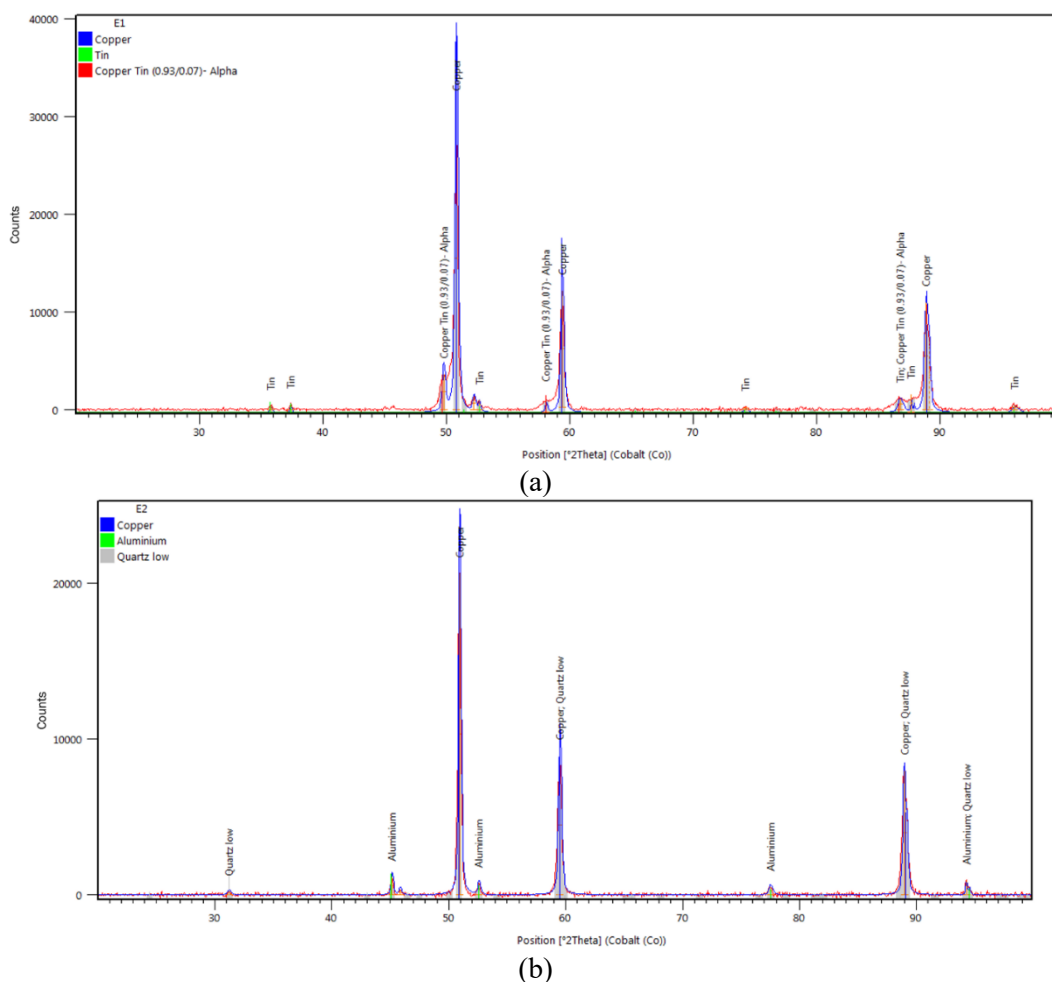 E1
Copper
Tin
Copper Tin (0.93/0.07)- Alpha
40000
30000
20000
10000
0
Counts
Tin
Tin
Copper Tin (0.93/0.07)- Alpha
Copper
Tin
Copper Tin (0.93/0.07)- Alpha
Copper
Tin
Tin; Copper Tin (0.93/0.07)- Alpha
Tin
Copper
Tin
30
40
50
60
70
80
90
Position [°2Theta] (Cobalt (Co))
(a)
E2
Copper
Aluminium
Quartz low
20000
10000
0
Counts
Quartz low
Aluminium
Copper
Aluminium
Copper; Quartz low
Aluminium
Copper; Quartz low
Aluminium; Quartz low
30
40
50
60
70
80
90
Position [°2Theta] (Cobalt (Co))
(b)